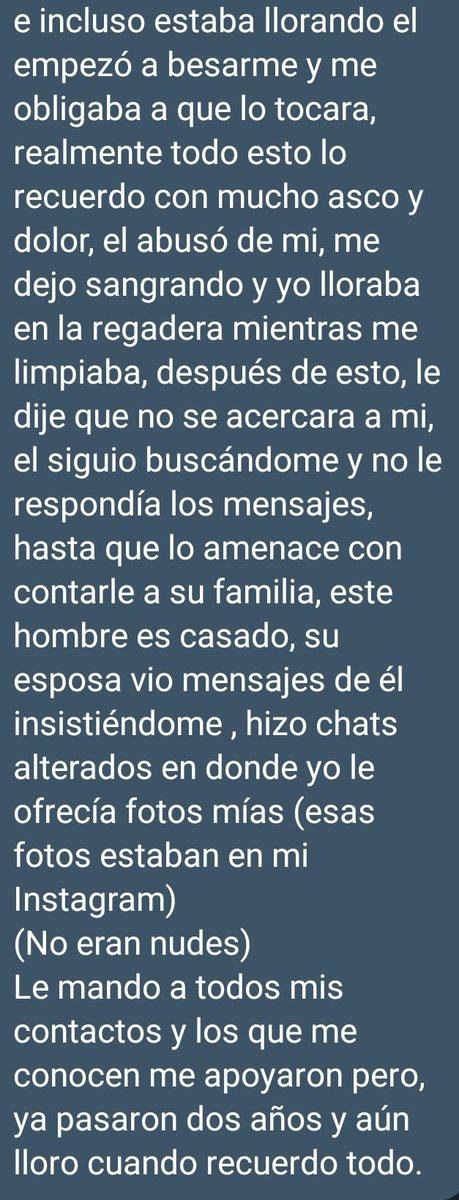 e incluso estaba llorando el
empezó a besarme y me
obligaba a que lo tocara,
realmente todo esto lo
recuerdo con mucho asco y
dolor, el abusó de mi, me
dejo sangrando y yo lloraba
en la regadera mientras me
limpiaba, después de esto, le
dije que no se acercara a mi,
el siguio buscándome y no le
respondía los mensajes,
hasta que lo amenace con
contarle a su familia, este
hombre es casado, su
esposa vio mensajes de él
insistiéndome , hizo chats
alterados en donde yo le
ofrecía fotos mías (esas
fotos estaban en mi
Instagram)
(No eran nudes)
Le mando a todos mis
contactos y los que me
conocen me apoyaron pero,
ya pasaron dos años y aún
lloro cuando recuerdo todo.